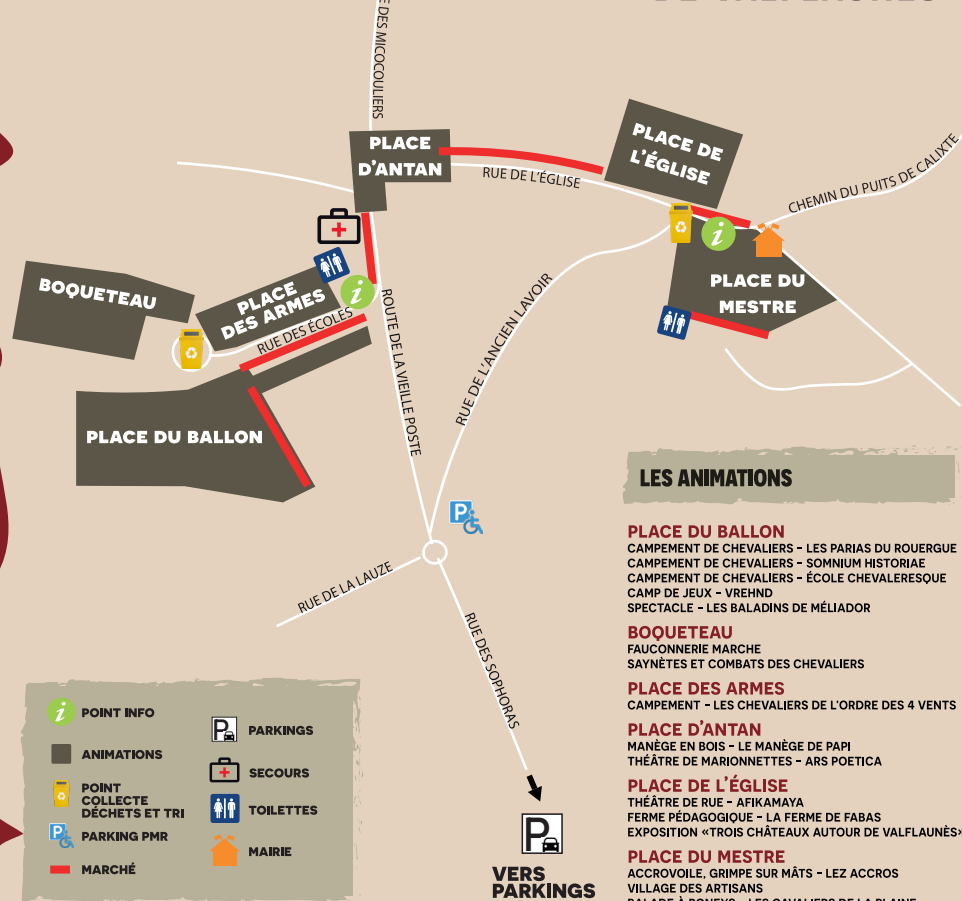 E DES MICOCOULIERS
PLACE
D'ANTAN
RUE DE L'ÉGLISE
PLACE DE
L'ÉGLISE
CHEMIN DU PUITS DE CALIXTE
i
PLACE DU
MESTRE
BOQUETEAU
PLACE
DES ARMES
i
RUE DES ÉCOLES
ROUTE DE LA VIEILLE POSTE
RUE DE L'ANCIEN LAVOIR
PLACE DU BALLON
P
RUE DE LA LAUZE
RUE DES SOPHORAS
P
VERS
PARKINGS
i POINT INFO
ANIMATIONS
POINT
COLLECTE
DÉCHETS ET TRI
P PARKING PMR
MARCHÉ
P PARKINGS
SECOURS
TOILETTES
MAIRIE
LES ANIMATIONS
PLACE DU BALLON
CAMPEMENT DE CHEVALIERS - LES PARIAS DU ROUERGUE
CAMPEMENT DE CHEVALIERS - SOMNIUM HISTORIAE
CAMPEMENT DE CHEVALIERS - ÉCOLE CHEVALERESQUE
CAMP DE JEUX - VREHND
SPECTACLE - LES BALADINS DE MÉLIADOR
BOQUETEAU
FAUCONNERIE MARCHE
SAYNÈTES ET COMBATS DES CHEVALIERS
PLACE DES ARMES
CAMPEMENT - LES CHEVALIERS DE L'ORDRE DES 4 VENTS
PLACE D'ANTAN
MANÈGE EN BOIS - LE MANÈGE DE PAPI
THÉÂTRE DE MARIONNETTES - ARS POETICA
PLACE DE L'ÉGLISE
THÉÂTRE DE RUE - AFIKAMAYA
FERME PÉDAGOGIQUE - LA FERME DE FABAS
EXPOSITION «TROIS CHÂTEAUX AUTOUR DE VALFLAUNÈS»
PLACE DU MESTRE
ACCROVOILE, GRIMPE SUR MÂTS - LEZ ACCROS
VILLAGE DES ARTISANS
BALADE À PONEYS - LES CAVALIERS DE LA PLAINE